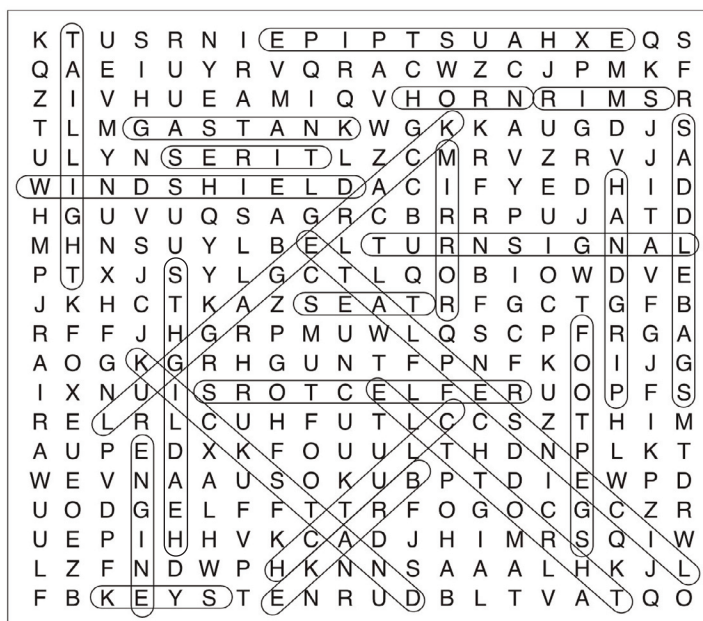 K T U S R N I E P I P T S U A H X E Q S
Q A E I U Y R V Q R A C W Z C J P M K F
Z I V H U E A M I Q V H O R N R I M S R
T L M G A S T A N K W G K K A U G D J S
U L Y N S E R I T L Z C M R V Z R V J A
W I N D S H I E L D A C I F Y E D H I D
H G U V U Q S A G R C B R R P U J A T D
M H N S U Y L B E L T U R N S I G N A L
P T X J S Y L G C T L Q O B I O W D V E
J K H C T K A Z S E A T R F G C T G F B
R F F J H G R P M U W L Q S C P F R G A
A O G K G R H G U N T F P N F K O I J G
I X N U I S R O T C E L F E R U O P F S
R E L R L C U H F U T L C C S Z T H I M
A U P E D X K F O U U L T H D N P L K T
W E V N A A U S O K U B P T D I E W P D
U O D G E L F F T T R F O G O C G C Z R
U E P I H H V K C A D J H I M R S Q I W
L Z F N D W P H K N N S A A A L H K J L
F B K E Y S T E N R U D B L T V A T Q O